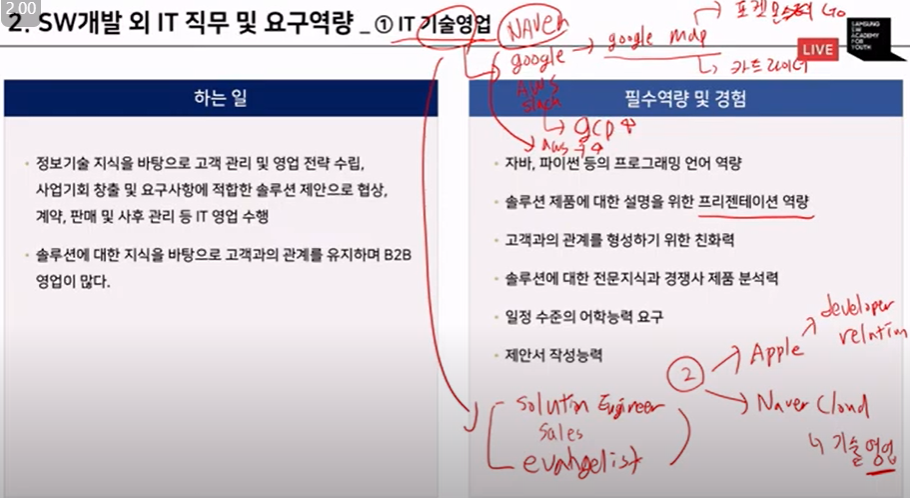 2.00
2. SW개발 외 IT 직무 및 요구역량 _ ① IT 기술영업
NAVER
google → google map
포켓몬 Go
카트라이더
AWS
slack
GCP
AWS
LIVE
SAMSUNG
SW ACADEMY
FOR
YOUTH
하는 일
정보기술 지식을 바탕으로 고객 관리 및 영업 전략 수립,
사업기회 창출 및 요구사항에 적합한 솔루션 제안으로 협상,
계약, 판매 및 사후 관리 등 IT 영업 수행
솔루션에 대한 지식을 바탕으로 고객과의 관계를 유지하며 B2B
영업이 많다.
필수역량 및 경험
자바, 파이썬 등의 프로그래밍 언어 역량
솔루션 제품에 대한 설명을 위한 프리젠테이션 역량
고객과의 관계를 형성하기 위한 친화력
솔루션에 대한 전문지식과 경쟁사 제품 분석력
일정 수준의 어학능력 요구
제안서 작성능력
solution Engineer
sales
evangelist
2
Apple
developer
relation
Naver Cloud
기술영업